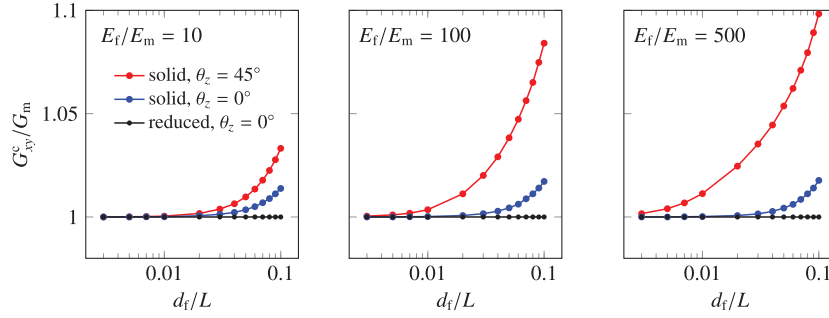 1.1
1.05
1
G^c_xy/G_m
E_f/E_m = 10
solid, θ_z = 45°
solid, θ_z = 0°
reduced, θ_z = 0°
0.01 0.1
d_f/L
E_f/E_m = 100
0.01 0.1
d_f/L
E_f/E_m = 500
0.01 0.1
d_f/L